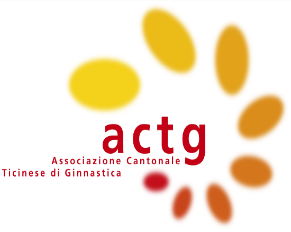 actg
Associazione Cantonale
Ticinese di Ginnastica